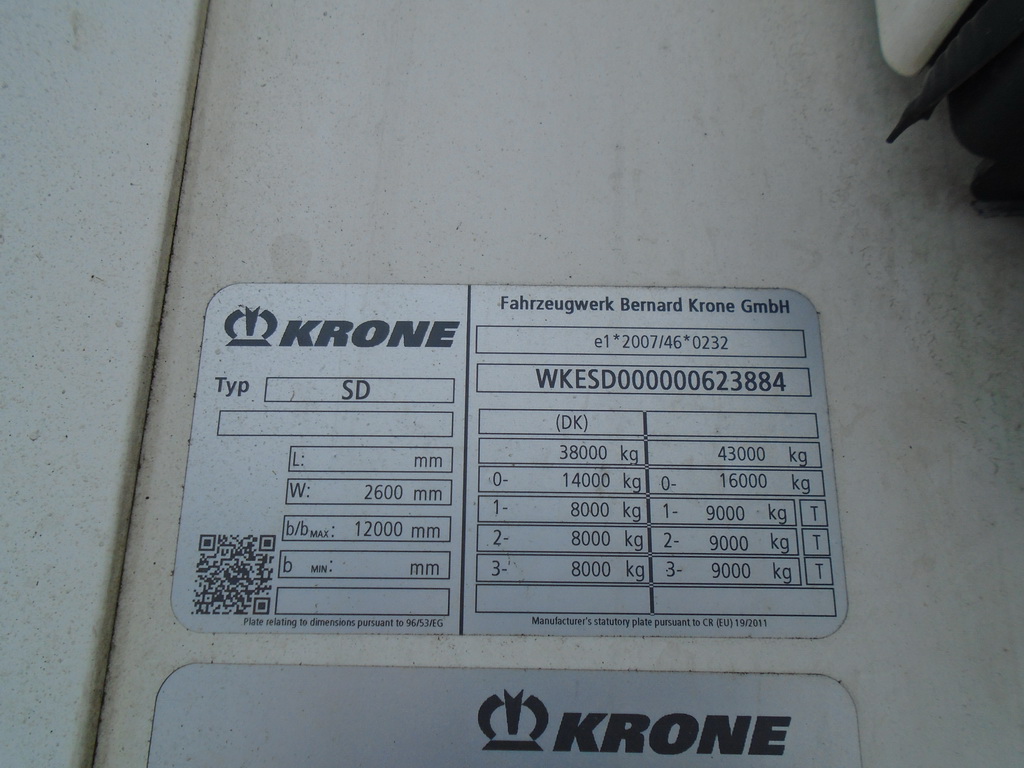 KRONE
Typ SD
L: mm
W: 2600 mm
b/bMAX: 12000 mm
b MIN: mm
Plate relating to dimensions pursuant to 96/53/EG
Fahrzeugwerk Bernard Krone GmbH
e1*2007/46*0232
WKESD000000623884
(DK)
38000 kg 43000 kg
0- 14000 kg 0- 16000 kg
1- 8000 kg 1- 9000 kg T
2- 8000 kg 2- 9000 kg T
3- 8000 kg 3- 9000 kg T
Manufacturer's statutory plate pursuant to CR (EU) 19/2011
KRONE